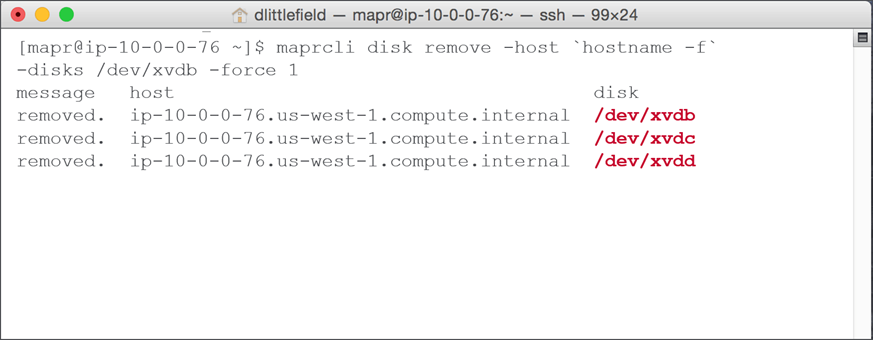 dlittlefield — mapr@ip-10-0-0-76:~ — ssh — 99×24
[mapr@ip-10-0-0-76 ~]$ maprcli disk remove -host `hostname -f`
-disks /dev/xvdb -force 1
message host disk
removed. ip-10-0-0-76.us-west-1.compute.internal /dev/xvdb
removed. ip-10-0-0-76.us-west-1.compute.internal /dev/xvdc
removed. ip-10-0-0-76.us-west-1.compute.internal /dev/xvdd